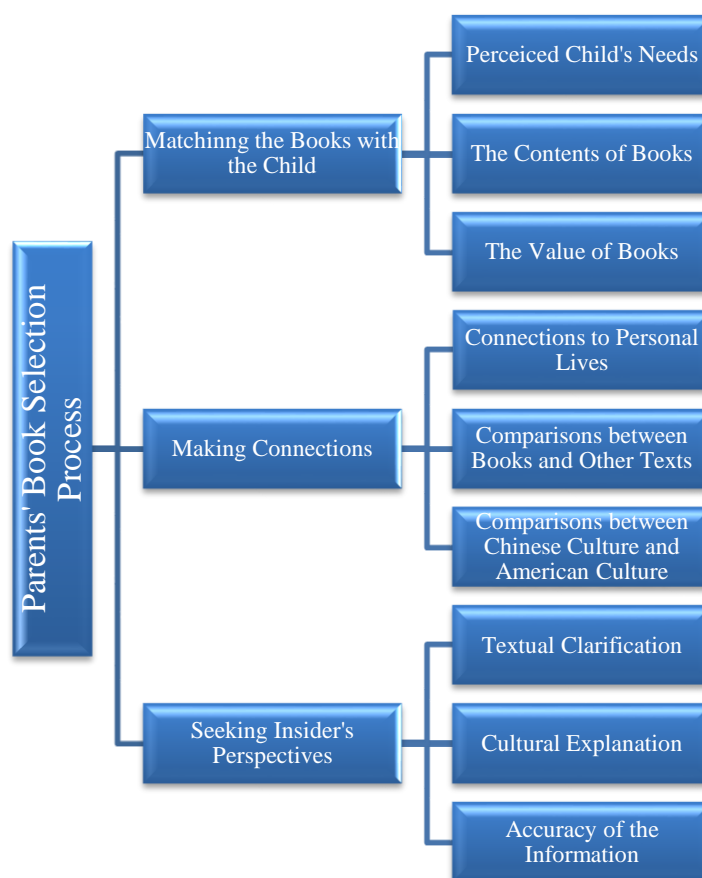 Parents' Book Selection
Process
Matchinng the Books with
the Child
Perceiced Child's Needs
The Contents of Books
The Value of Books
Making Connections
Connections to Personal
Lives
Comparisons between
Books and Other Texts
Comparisons between
Chinese Culture and
American Culture
Seeking Insider's
Perspectives
Textual Clarification
Cultural Explanation
Accuracy of the
Information